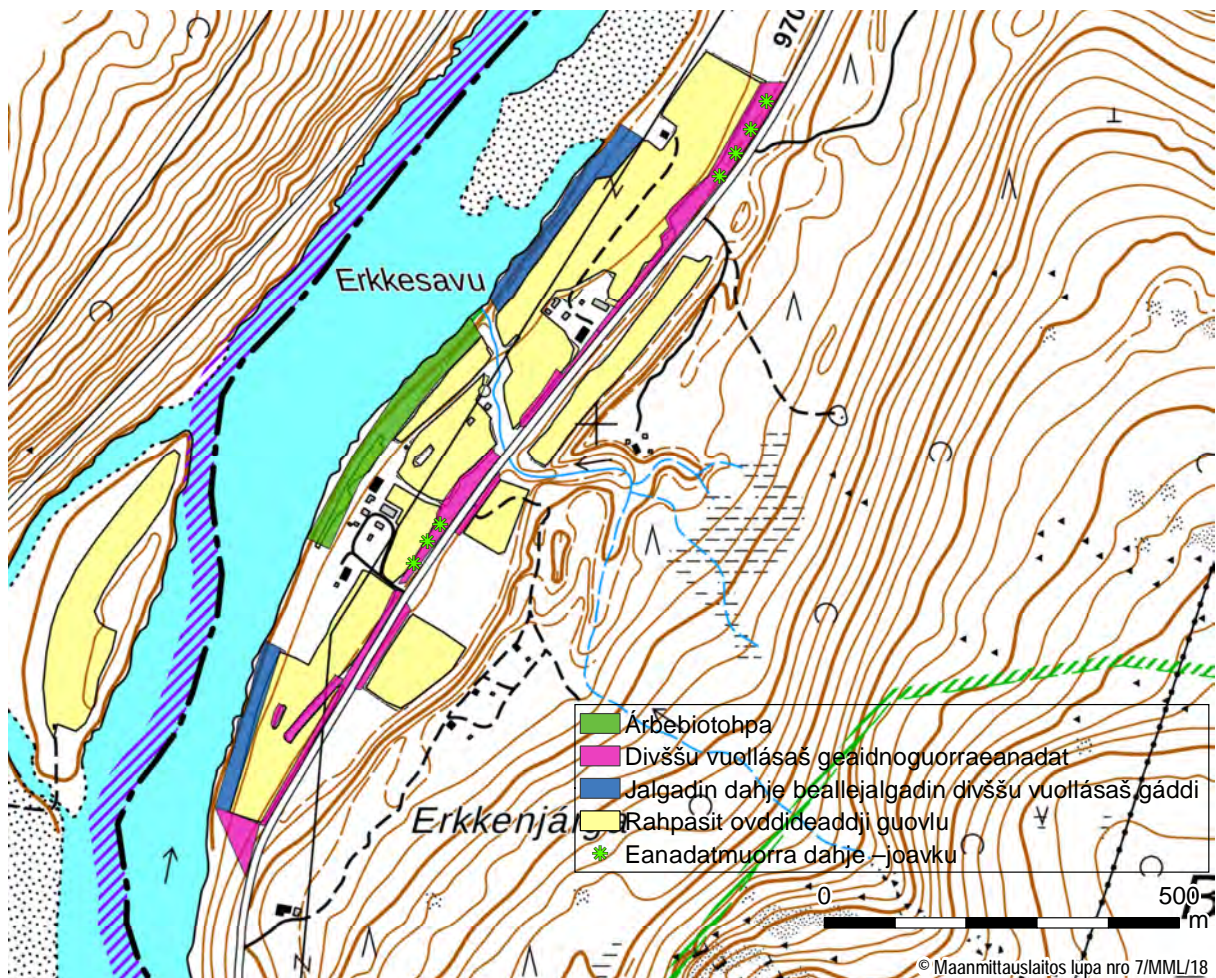 970
Erkkesavu
Erkkenjárga
Árbebiotohpa
Divššu vuollásaš geaidnoguorraeanadat
Jalgadin dahje beallejalgadin divššu vuollásaš gáddi
Rahpasit ovddideaddji guovlu
Eanadatmuorra dahje –joavku
0 500
m
© Maanmittauslaitos lupa nro 7/MML/18